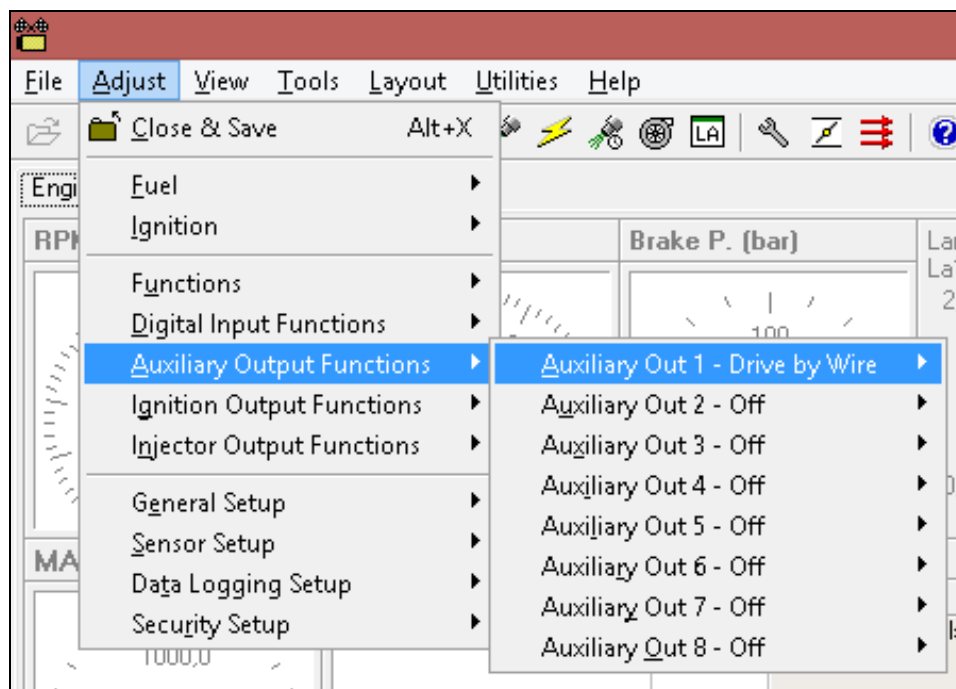 File Adjust View Tools Layout Utilities Help
Close & Save Alt+X
LA
Engi
Fuel
Ignition
RPM
Brake P. (bar)
Functions
Digital Input Functions
100
Auxiliary Output Functions
Auxiliary Out 1 - Drive by Wire
Ignition Output Functions
Auxiliary Out 2 - Off
Injector Output Functions
Auxiliary Out 3 - Off
Auxiliary Out 4 - Off
General Setup
Auxiliary Out 5 - Off
Sensor Setup
Auxiliary Out 6 - Off
MA
Data Logging Setup
Auxiliary Out 7 - Off
Security Setup
Auxiliary Out 8 - Off
1000,0